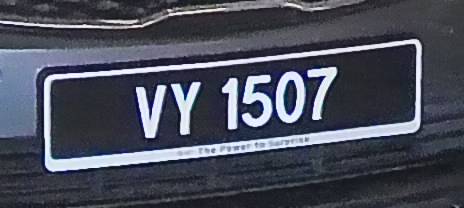 VY 1507
The Power to Surprise